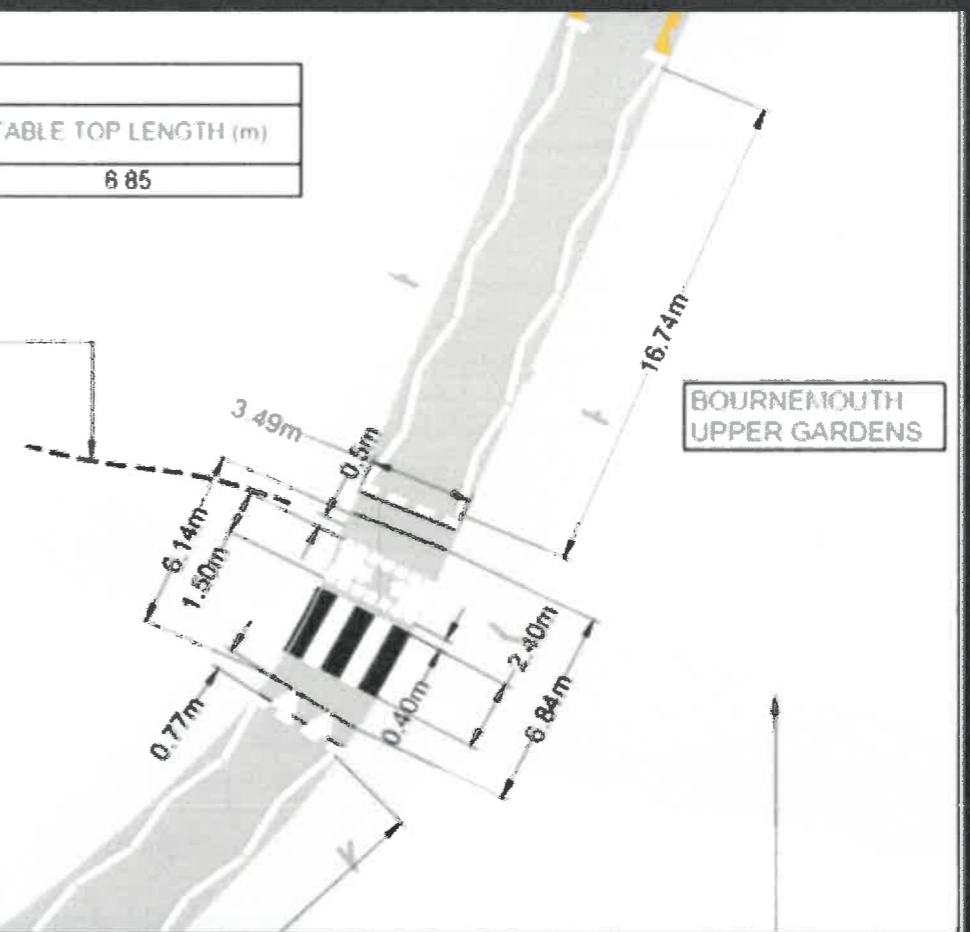 TABLE TOP LENGTH (m)
6 85
16.74m
BOURNEMOUTH
UPPER GARDENS
3.49m
0.5m
6.14m
1.50m
2.40m
0.40m
6.84m
0.77m